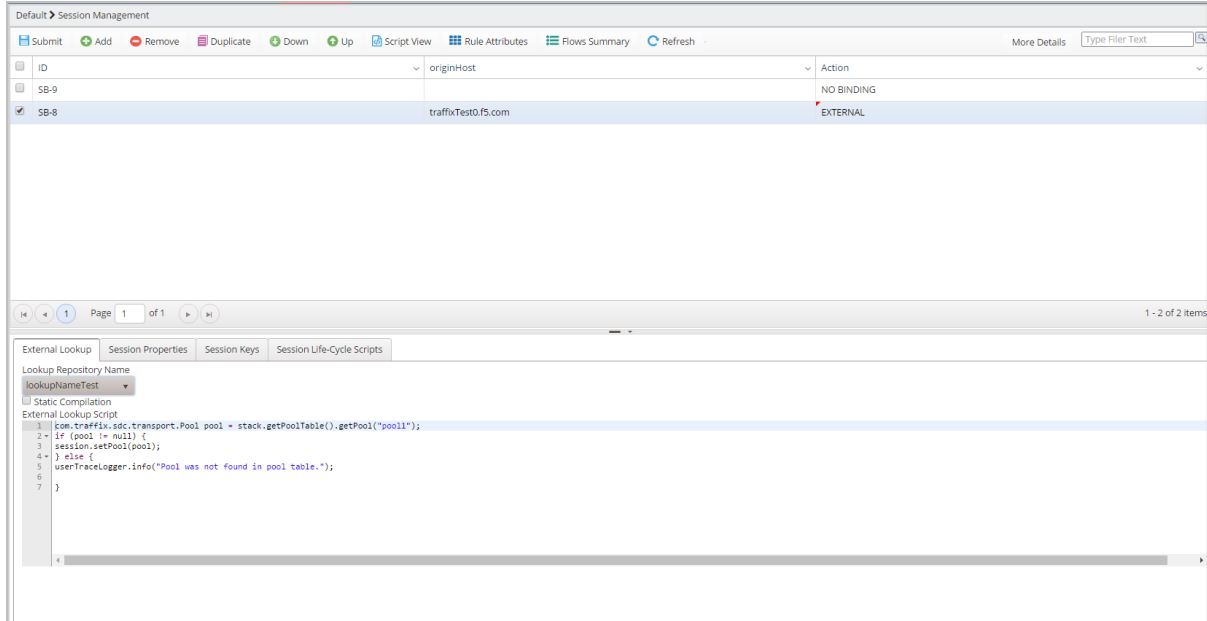 Default > Session Management
Submit Add Remove Duplicate Down Up Script View Rule Attributes Flows Summary Refresh More Details Type Filer Text
ID originHost Action
SB-9 NO BINDING
SB-8 traffixTest0.f5.com EXTERNAL
1 Page 1 of 1 1 - 2 of 2 items
External Lookup Session Properties Session Keys Session Life-Cycle Scripts
Lookup Repository Name
lookupNameTest
Static Compilation
External Lookup Script
1 com.traffix.sdc.transport.Pool pool = stack.getPoolTable().getPool("pool1");
2 if (pool != null) {
3 session.setPool(pool);
4 } else {
5 userTraceLogger.info("Pool was not found in pool table.");
6
7 }